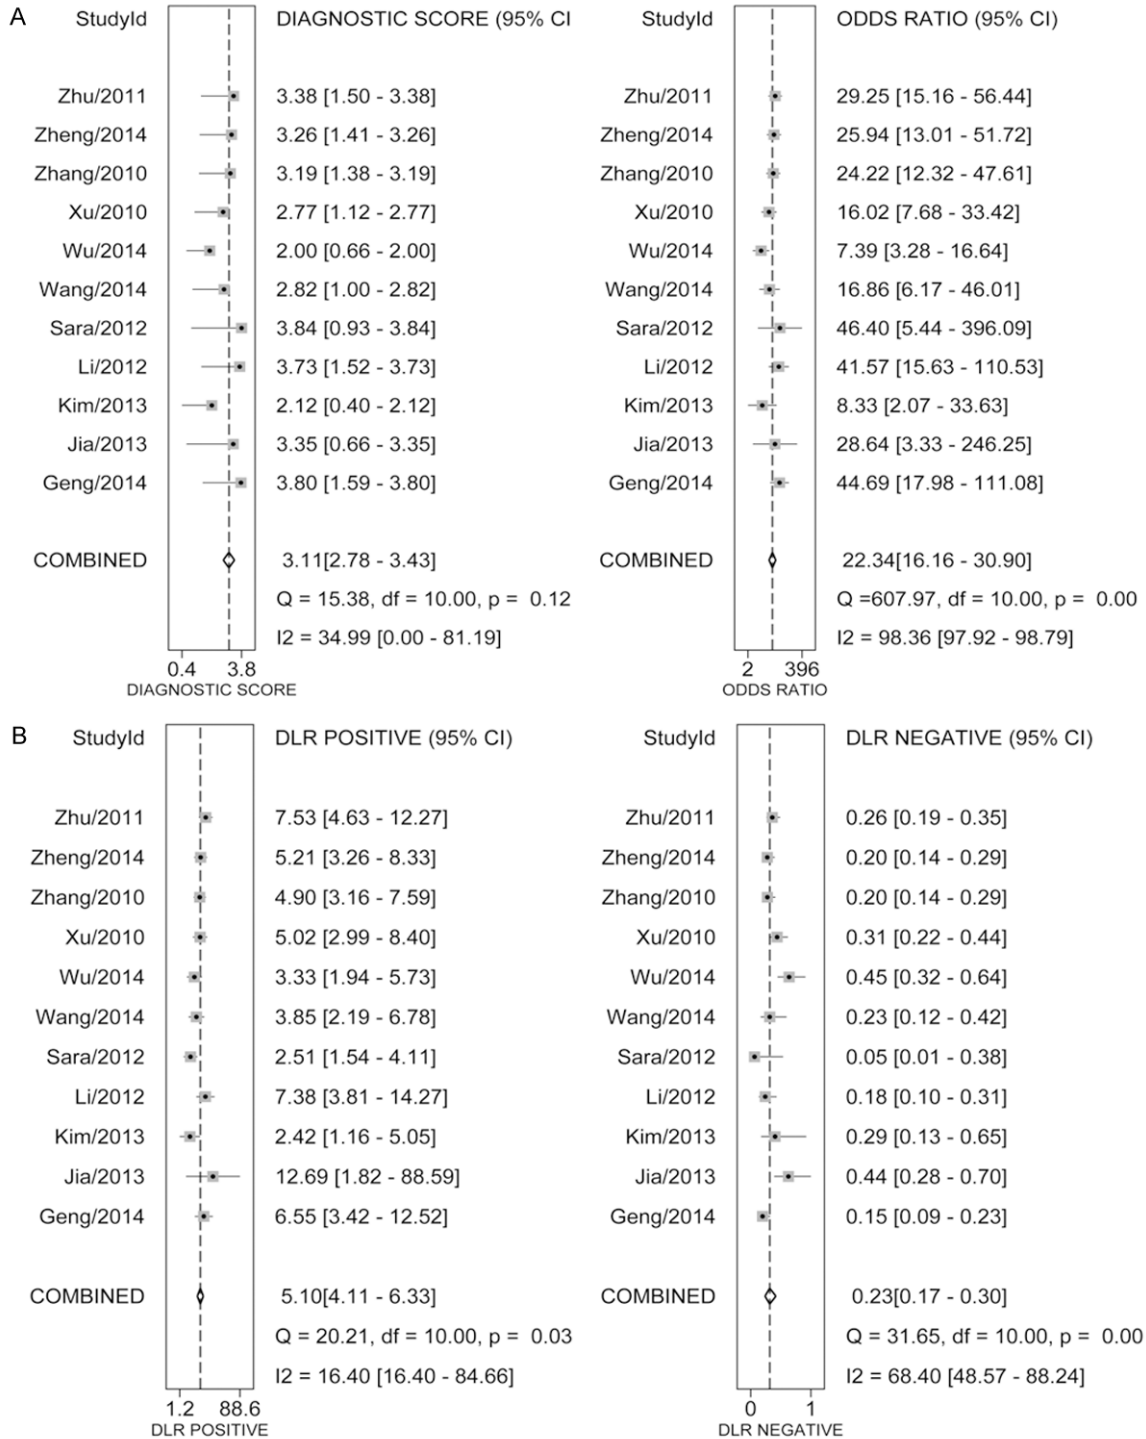 A StudyId DIAGNOSTIC SCORE (95% CI StudyId ODDS RATIO (95% CI)
Zhu/2011 3.38 [1.50 - 3.38] Zhu/2011 29.25 [15.16 - 56.44]
Zheng/2014 3.26 [1.41 - 3.26] Zheng/2014 25.94 [13.01 - 51.72]
Zhang/2010 3.19 [1.38 - 3.19] Zhang/2010 24.22 [12.32 - 47.61]
Xu/2010 2.77 [1.12 - 2.77] Xu/2010 16.02 [7.68 - 33.42]
Wu/2014 2.00 [0.66 - 2.00] Wu/2014 7.39 [3.28 - 16.64]
Wang/2014 2.82 [1.00 - 2.82] Wang/2014 16.86 [6.17 - 46.01]
Sara/2012 3.84 [0.93 - 3.84] Sara/2012 46.40 [5.44 - 396.09]
Li/2012 3.73 [1.52 - 3.73] Li/2012 41.57 [15.63 - 110.53]
Kim/2013 2.12 [0.40 - 2.12] Kim/2013 8.33 [2.07 - 33.63]
Jia/2013 3.35 [0.66 - 3.35] Jia/2013 28.64 [3.33 - 246.25]
Geng/2014 3.80 [1.59 - 3.80] Geng/2014 44.69 [17.98 - 111.08]
COMBINED 3.11[2.78 - 3.43] COMBINED 22.34[16.16 - 30.90]
Q = 15.38, df = 10.00, p = 0.12 Q =607.97, df = 10.00, p = 0.00
I2 = 34.99 [0.00 - 81.19] I2 = 98.36 [97.92 - 98.79]
0.4 3.8 2 396
DIAGNOSTIC SCORE ODDS RATIO
B StudyId DLR POSITIVE (95% CI) StudyId DLR NEGATIVE (95% CI)
Zhu/2011 7.53 [4.63 - 12.27] Zhu/2011 0.26 [0.19 - 0.35]
Zheng/2014 5.21 [3.26 - 8.33] Zheng/2014 0.20 [0.14 - 0.29]
Zhang/2010 4.90 [3.16 - 7.59] Zhang/2010 0.20 [0.14 - 0.29]
Xu/2010 5.02 [2.99 - 8.40] Xu/2010 0.31 [0.22 - 0.44]
Wu/2014 3.33 [1.94 - 5.73] Wu/2014 0.45 [0.32 - 0.64]
Wang/2014 3.85 [2.19 - 6.78] Wang/2014 0.23 [0.12 - 0.42]
Sara/2012 2.51 [1.54 - 4.11] Sara/2012 0.05 [0.01 - 0.38]
Li/2012 7.38 [3.81 - 14.27] Li/2012 0.18 [0.10 - 0.31]
Kim/2013 2.42 [1.16 - 5.05] Kim/2013 0.29 [0.13 - 0.65]
Jia/2013 12.69 [1.82 - 88.59] Jia/2013 0.44 [0.28 - 0.70]
Geng/2014 6.55 [3.42 - 12.52] Geng/2014 0.15 [0.09 - 0.23]
COMBINED 5.10[4.11 - 6.33] COMBINED 0.23[0.17 - 0.30]
Q = 20.21, df = 10.00, p = 0.03 Q = 31.65, df = 10.00, p = 0.00
I2 = 16.40 [16.40 - 84.66] I2 = 68.40 [48.57 - 88.24]
1.2 88.6 0 1
DLR POSITIVE DLR NEGATIVE